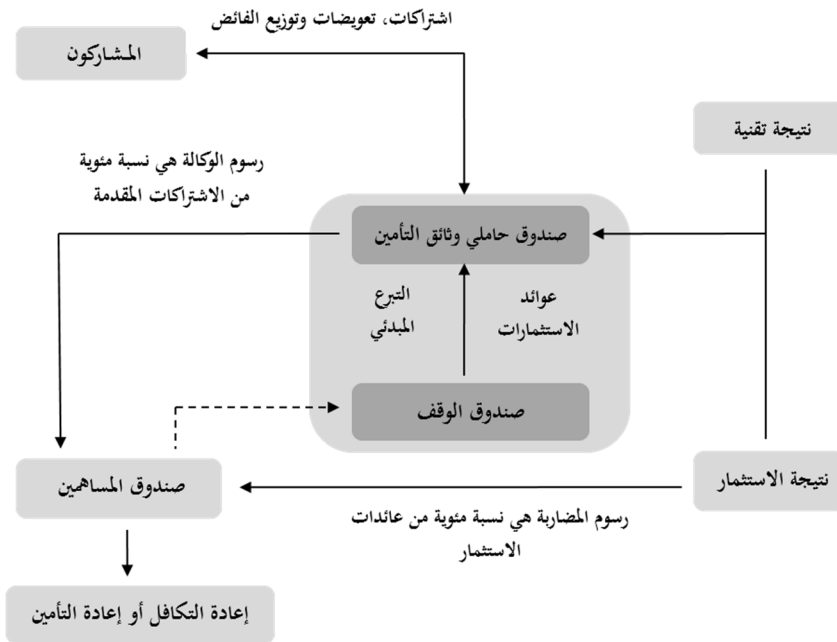 اشتراكات، تعويضات وتوزيع الفائض
المشاركون
نتيجة تقنية
رسوم الوكالة هي نسبة مئوية
من الاشتراكات المقدمة
صندوق حاملي وثائق التأمين
عوائد
الاستثمارات
التبرع
المبدئي
صندوق الوقف
نتيجة الاستثمار
صندوق المساهمين
رسوم المضاربة هي نسبة مئوية من عائدات
الاستثمار
إعادة التكافل أو إعادة التأمين